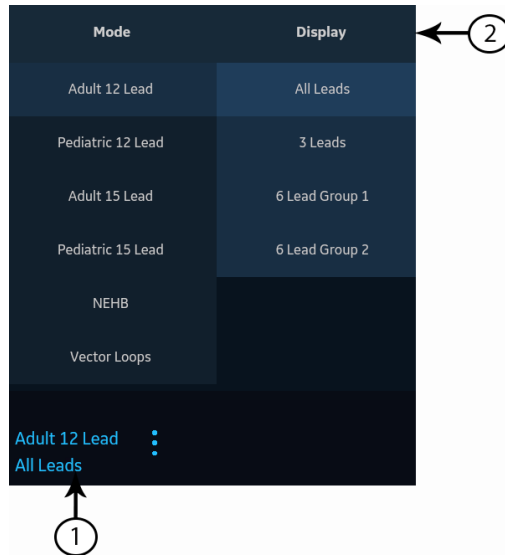 Mode Display
2
Adult 12 Lead All Leads
Pediatric 12 Lead 3 Leads
Adult 15 Lead 6 Lead Group 1
Pediatric 15 Lead 6 Lead Group 2
NEHB
Vector Loops
Adult 12 Lead
All Leads
1